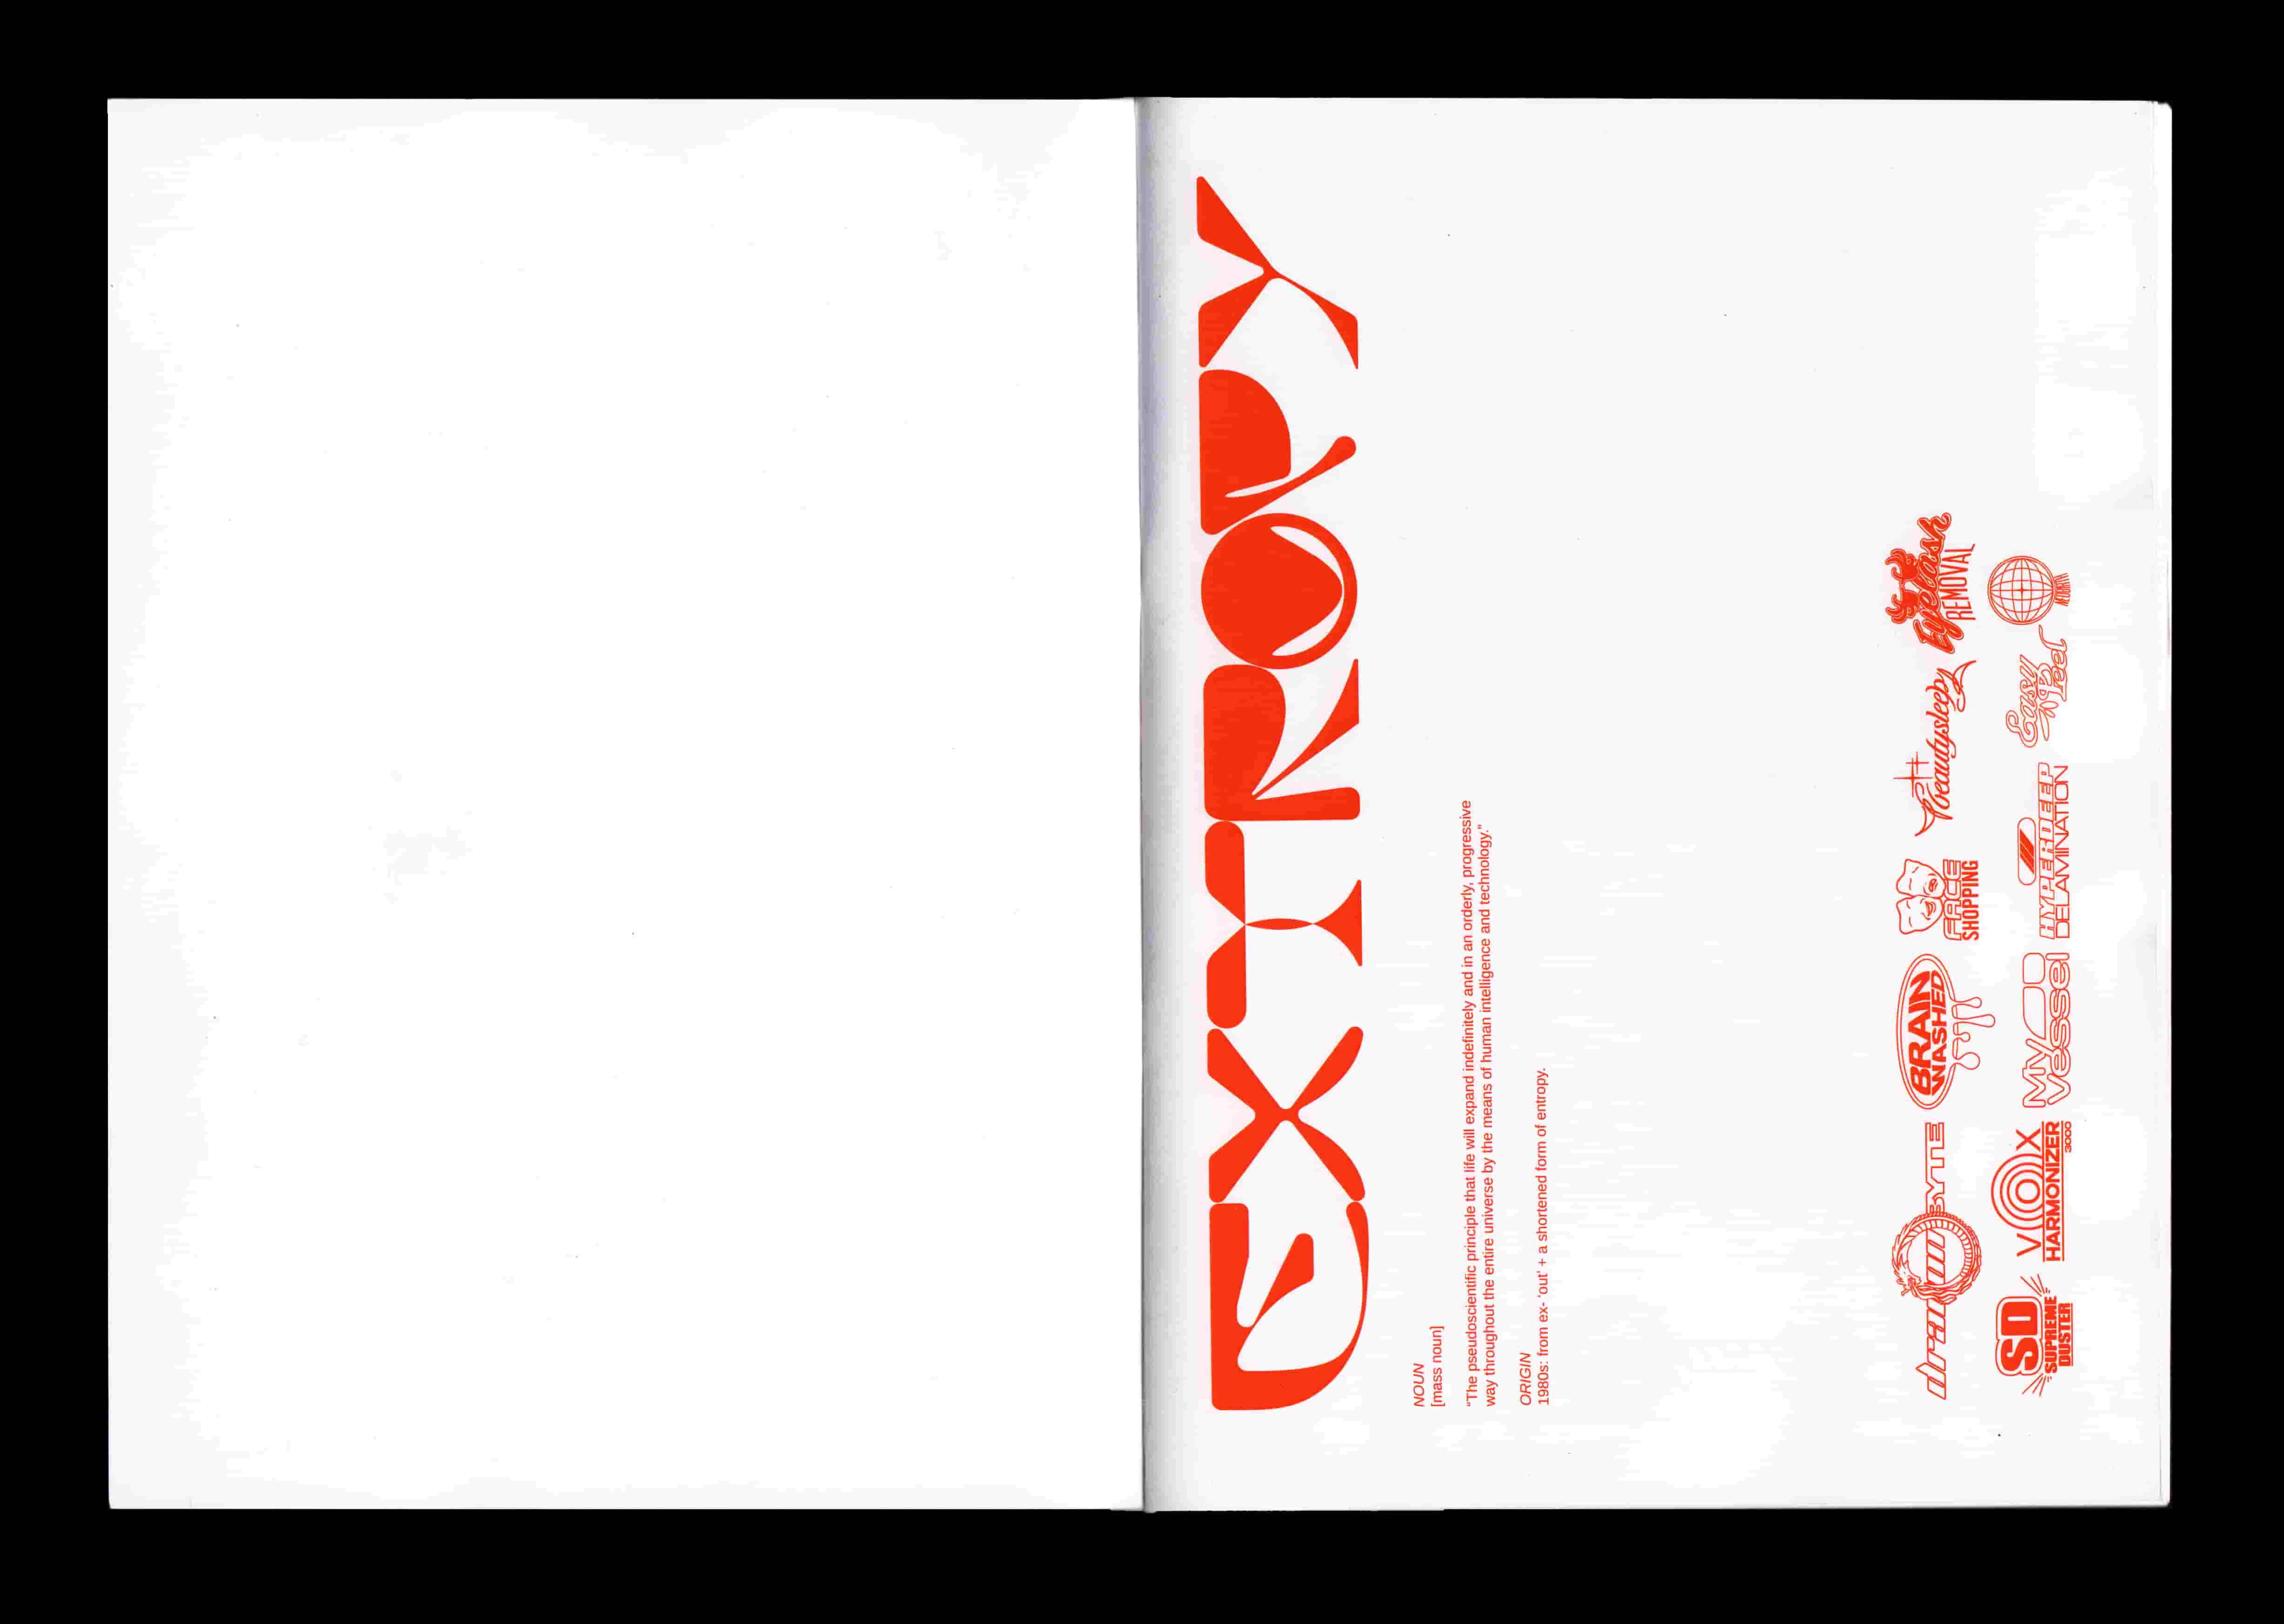 EXTROPY
NOUN
[mass noun]
“The pseudoscientific principle that life will expand indefinitely and in an orderly, progressive
way throughout the entire universe by the means of human intelligence and technology.”
ORIGIN
1980s: from ex- ‘out’ + a shortened form of entropy.
BYTE
BRAIN
WASHED
FACE
SHOPPING
beautysleep
Eyelash
REMOVAL
SD
SUPREME
DUSTER
VOX
HARMONIZER
3000
My
Vessel
HYPERDEEP
DELAMINATION
Easy
Peel